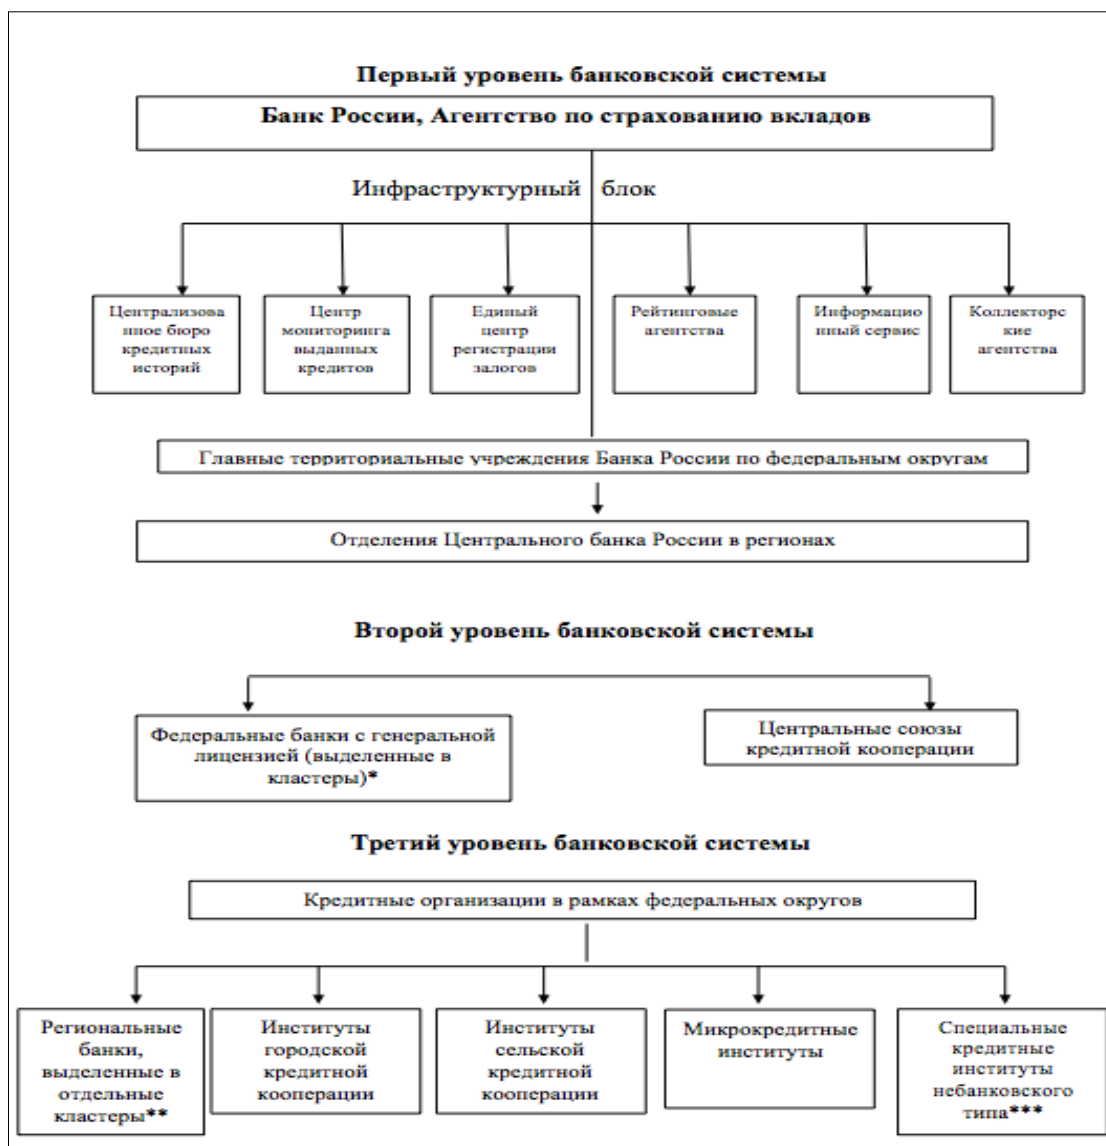 Первый уровень банковской системы
Банк России, Агентство по страхованию вкладов
Инфраструктурный блок
Централизова
нное бюро
кредитных
историй
Центр
мониторинга
выданных
кредитов
Единый
центр
регистрации
залогов
Рейтинговые
агентства
Информацио
нный сервис
Коллекторс
кие
агентства
Главные территориальные учреждения Банка России по федеральным округам
Отделения Центрального банка России в регионах
Второй уровень банковской системы
Федеральные банки с генеральной
лицензией (выделенные в
кластеры)*
Центральные союзы
кредитной кооперации
Третий уровень банковской системы
Кредитные организации в рамках федеральных округов
Региональные
банки,
выделенные в
отдельные
кластеры**
Институты
городской
кредитной
кооперации
Институты
сельской
кредитной
кооперации
Микрокредитные
институты
Специальные
кредитные
институты
небанковского
типа***